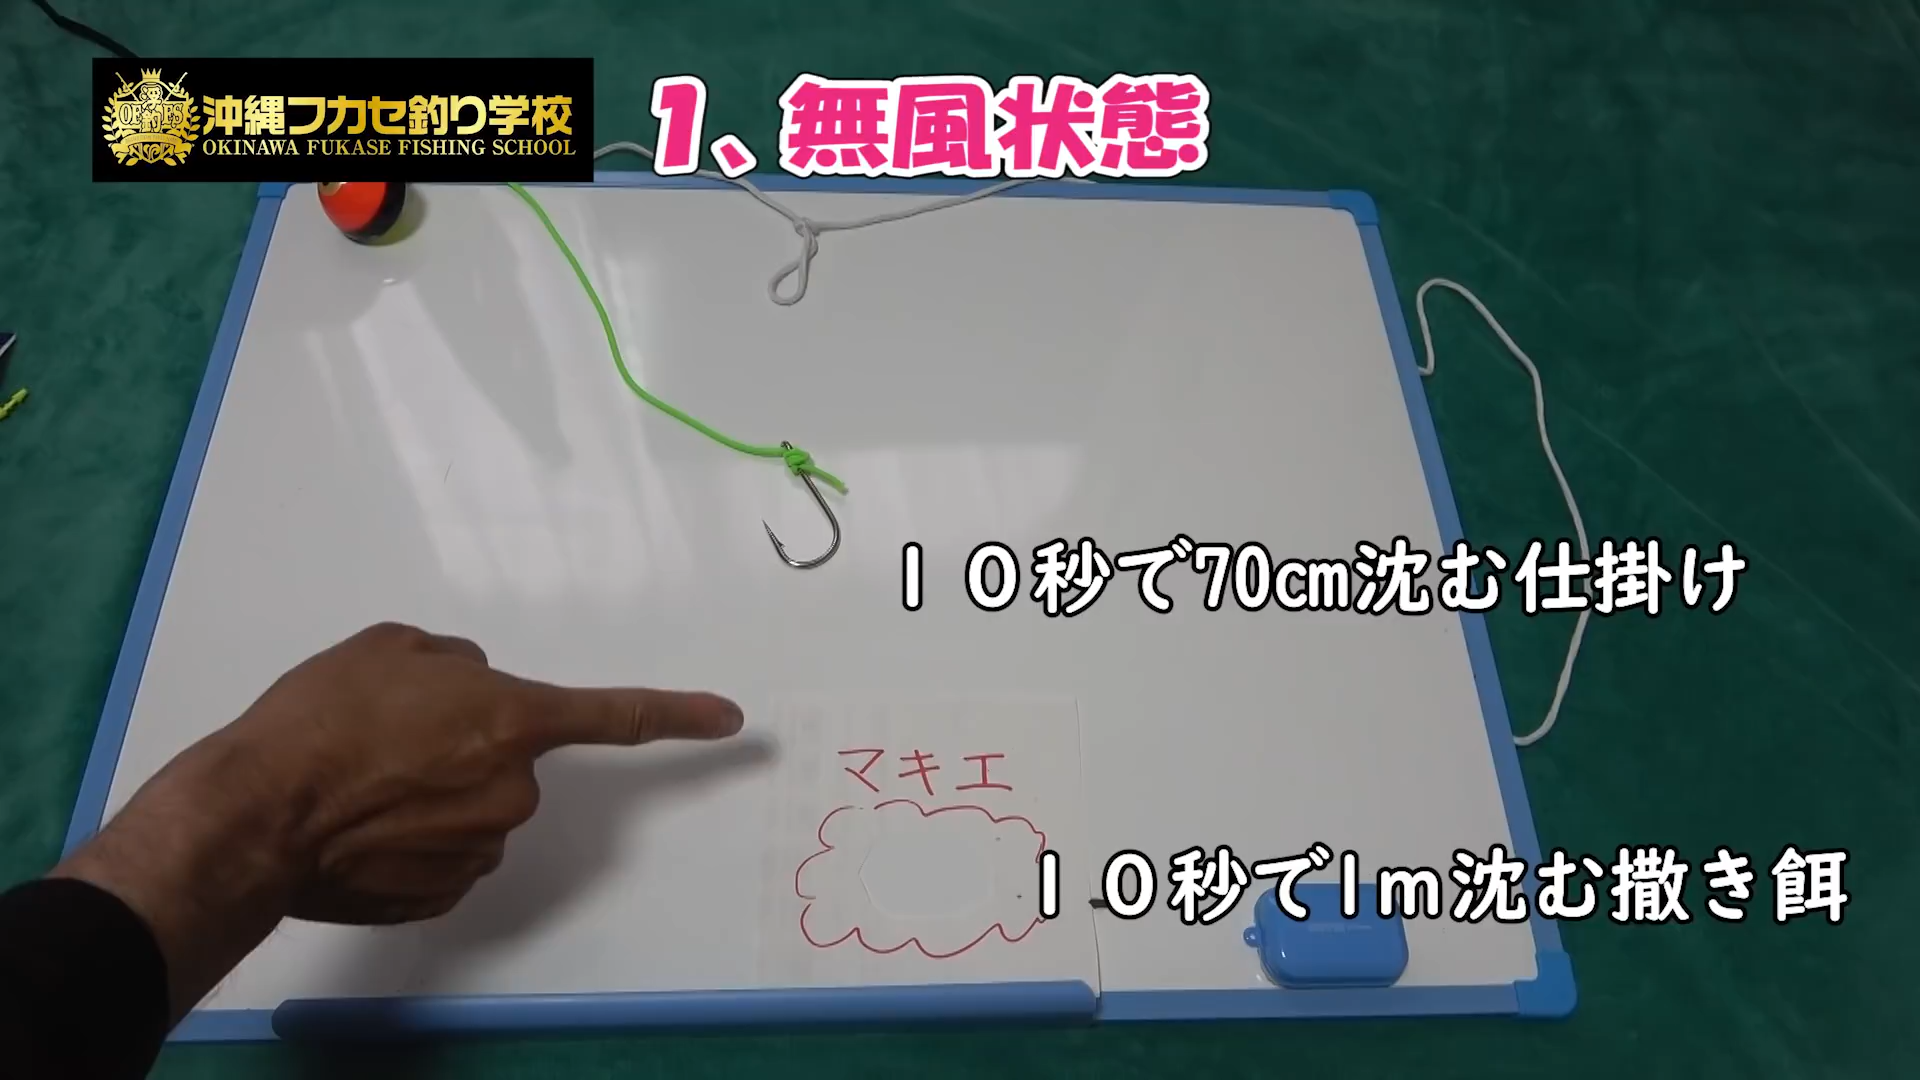 沖縄フカセ釣り学校
OKINAWA FUKASE FISHING SCHOOL
1、無風状態
10秒で70㎝沈む仕掛け
マキエ
10秒で1m沈む撒き餌